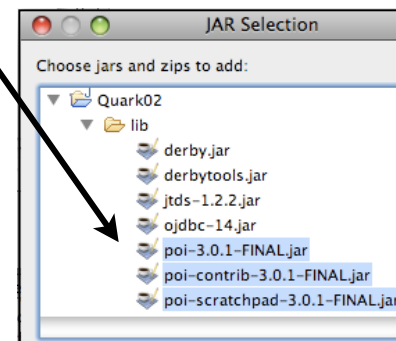 JAR Selection
Choose jars and zips to add:
Quark02
lib
derby.jar
derbytools.jar
jtds-1.2.2.jar
ojdbc-14.jar
poi-3.0.1-FINAL.jar
poi-contrib-3.0.1-FINAL.jar
poi-scratchpad-3.0.1-FINAL.jar